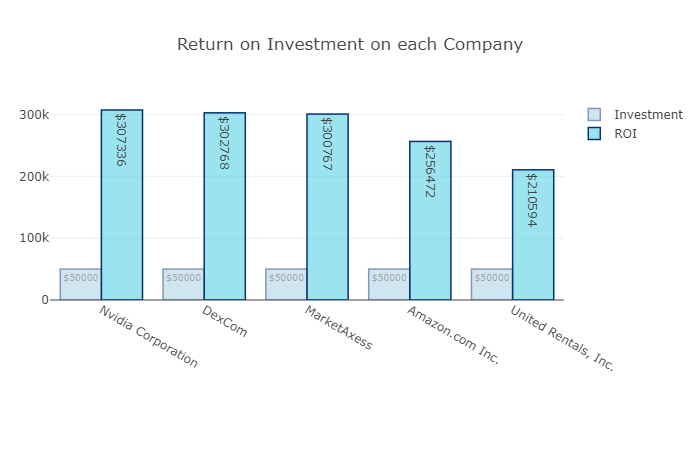 Return on Investment on each Company
Investment
ROI
300k
200k
100k
0
$50000
$307336
$50000
$302768
$50000
$300767
$50000
$256472
$50000
$210594
Nvidia Corporation
DexCom
MarketAxess
Amazon.com Inc.
United Rentals, Inc.